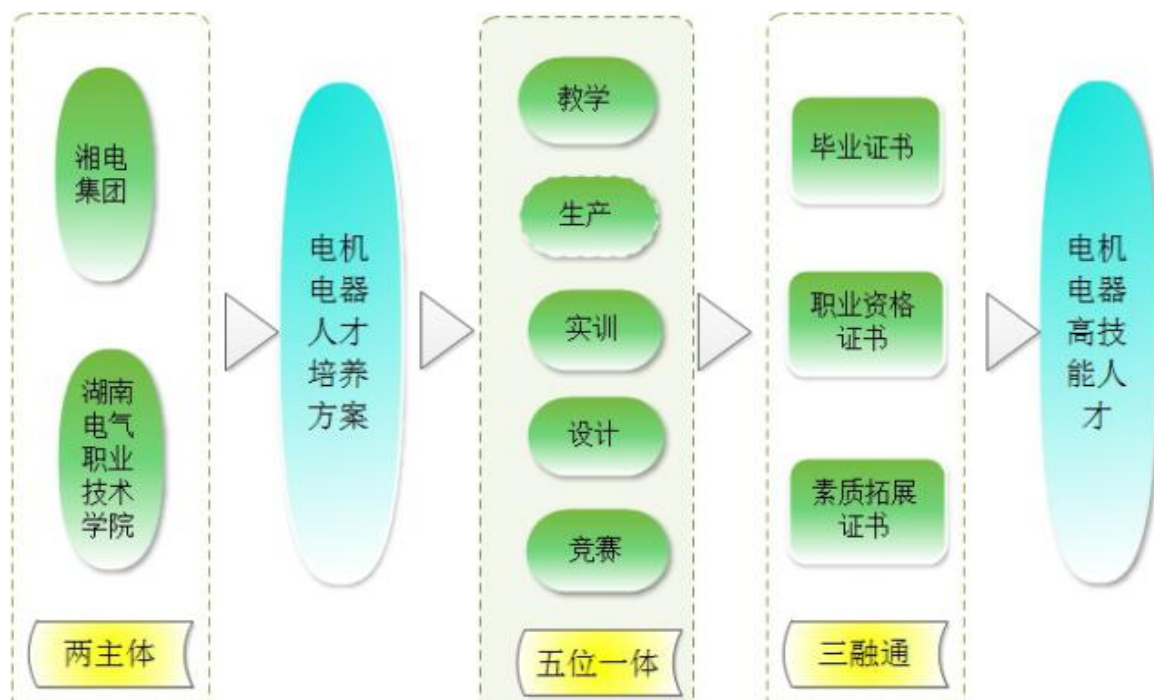 湘电
集团
湖南
电气
职业
技术
学院
两主体
电机
电器
人才
培养
方案
教学
生产
实训
设计
竞赛
五位一体
毕业证书
职业资格
证书
素质拓展
证书
三融通
电机
电器
高技
能人
才